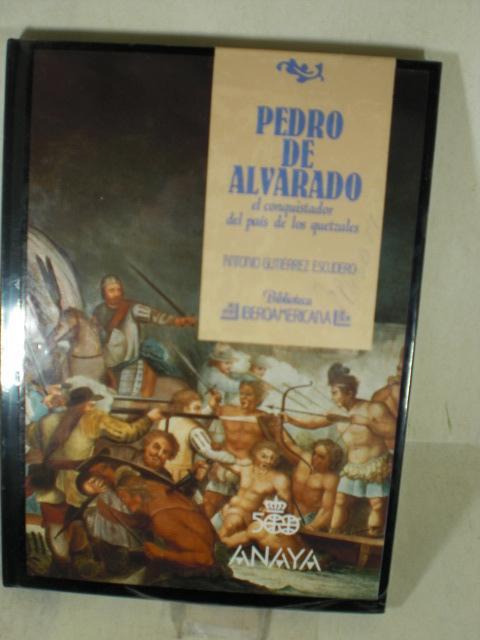 PEDRO
DE
ALVARADO
el conquistador
del país de los quetzales
ANTONIO GUTIÉRREZ ESCUDERO
Biblioteca
IBEROAMERICANA
500
ANAYA